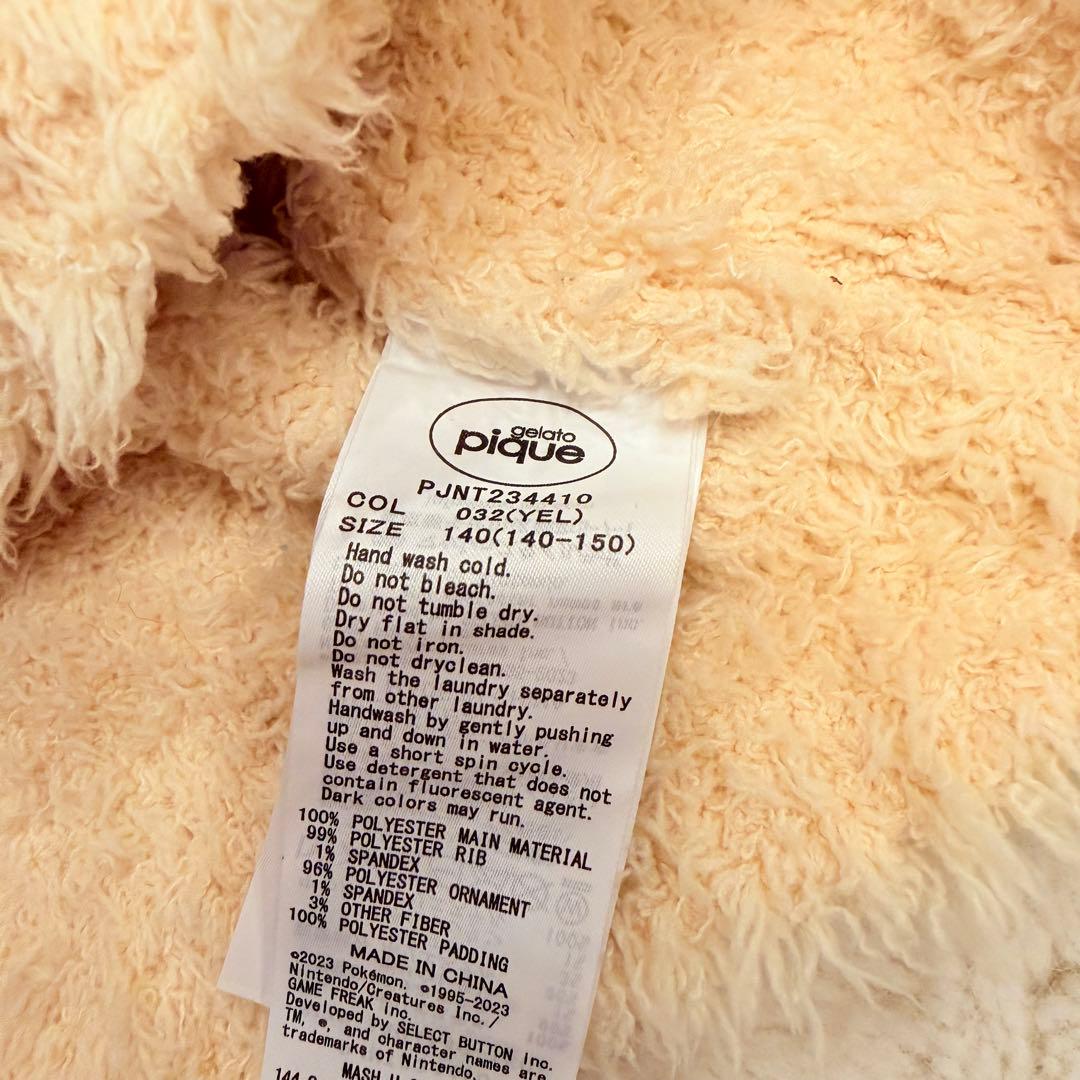 gelato
pique
PJNT234410
COL 032(YEL)
SIZE 140(140-150)
Hand wash cold.
Do not bleach.
Do not tumble dry.
Dry flat in shade.
Do not iron.
Do not dryclean.
Wash the laundry separately
from other laundry.
Handwash by gently pushing
up and down in water.
Use a short spin cycle.
Use detergent that does not
contain fluorescent agent.
Dark colors may run.
100% POLYESTER MAIN MATERIAL
99% POLYESTER RIB
1% SPANDEX
96% POLYESTER ORNAMENT
1% SPANDEX
3% OTHER FIBER
100% POLYESTER PADDING
MADE IN CHINA
©2023 Pokémon. ©1995-2023
Nintendo/Creatures Inc./
GAME FREAK inc.
Developed by SELECT BUTTON inc.
TM, ®, and character names are
trademarks of Nintendo.
MASH
144